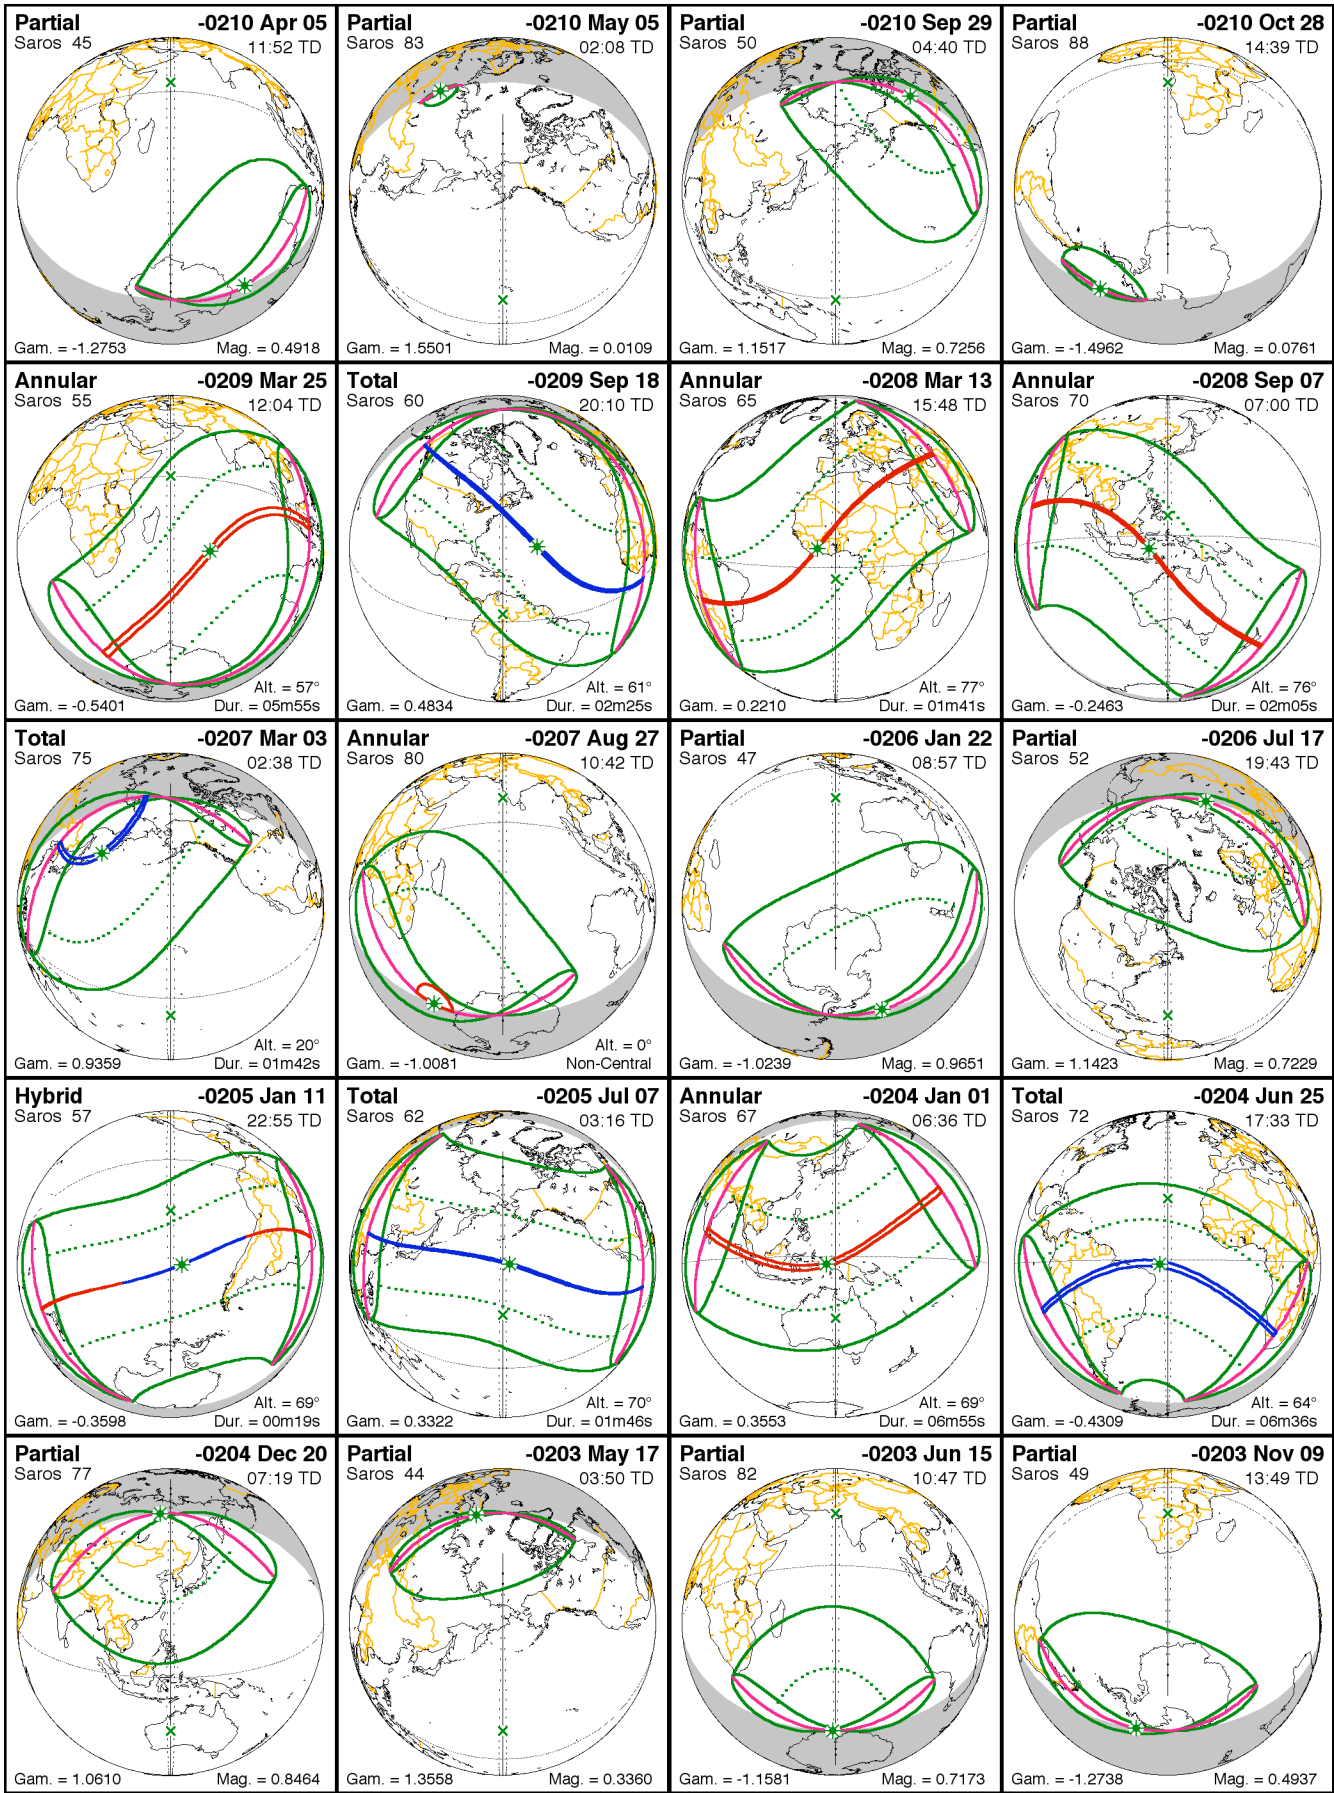 Partial -0210 Apr 05
Saros 45 11:52 TD
Gam. = -1.2753 Mag. = 0.4918
Partial -0210 May 05
Saros 83 02:08 TD
Gam. = 1.5501 Mag. = 0.0109
Partial -0210 Sep 29
Saros 50 04:40 TD
Gam. = 1.1517 Mag. = 0.7256
Partial -0210 Oct 28
Saros 88 14:39 TD
Gam. = -1.4962 Mag. = 0.0761
Annular -0209 Mar 25
Saros 55 12:04 TD
Alt. = 57°
Gam. = -0.5401 Dur. = 05m55s
Total -0209 Sep 18
Saros 60 20:10 TD
Alt. = 61°
Gam. = 0.4834 Dur. = 02m25s
Annular -0208 Mar 13
Saros 65 15:48 TD
Alt. = 77°
Gam. = 0.2210 Dur. = 01m41s
Annular -0208 Sep 07
Saros 70 07:00 TD
Alt. = 76°
Gam. = -0.2463 Dur. = 02m05s
Total -0207 Mar 03
Saros 75 02:38 TD
Alt. = 20°
Gam. = 0.9359 Dur. = 01m42s
Annular -0207 Aug 27
Saros 80 10:42 TD
Alt. = 0°
Gam. = -1.0081 Non-Central
Partial -0206 Jan 22
Saros 47 08:57 TD
Gam. = -1.0239 Mag. = 0.9651
Partial -0206 Jul 17
Saros 52 19:43 TD
Gam. = 1.1423 Mag. = 0.7229
Hybrid -0205 Jan 11
Saros 57 22:55 TD
Alt. = 69°
Gam. = -0.3598 Dur. = 00m19s
Total -0205 Jul 07
Saros 62 03:16 TD
Alt. = 70°
Gam. = 0.3322 Dur. = 01m46s
Annular -0204 Jan 01
Saros 67 06:36 TD
Alt. = 69°
Gam. = 0.3553 Dur. = 06m55s
Total -0204 Jun 25
Saros 72 17:33 TD
Alt. = 64°
Gam. = -0.4309 Dur. = 06m36s
Partial -0204 Dec 20
Saros 77 07:19 TD
Gam. = 1.0610 Mag. = 0.8464
Partial -0203 May 17
Saros 44 03:50 TD
Gam. = 1.3558 Mag. = 0.3360
Partial -0203 Jun 15
Saros 82 10:47 TD
Gam. = -1.1581 Mag. = 0.7173
Partial -0203 Nov 09
Saros 49 13:49 TD
Gam. = -1.2738 Mag. = 0.4937